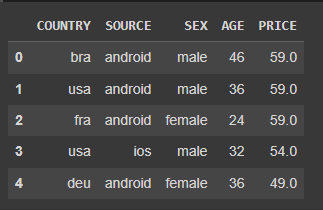 COUNTRY SOURCE SEX AGE PRICE
0 bra android male 46 59.0
1 usa android male 36 59.0
2 fra android female 24 59.0
3 usa ios male 32 54.0
4 deu android female 36 49.0